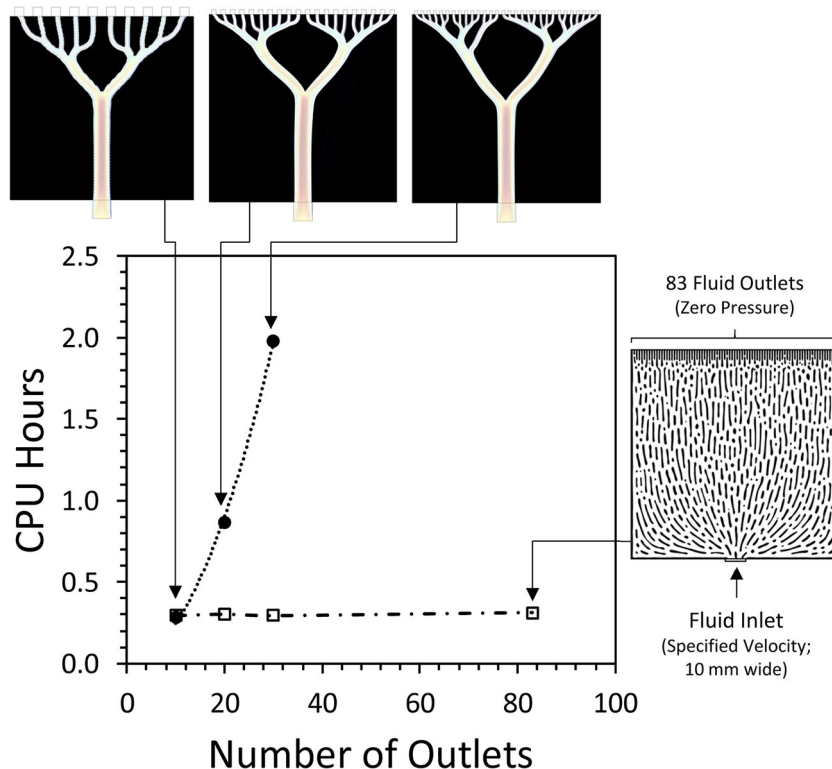 2.5
2.0
1.5
1.0
0.5
0.0
CPU Hours
0
20
40
60
80
100
Number of Outlets
83 Fluid Outlets
(Zero Pressure)
Fluid Inlet
(Specified Velocity;
10 mm wide)